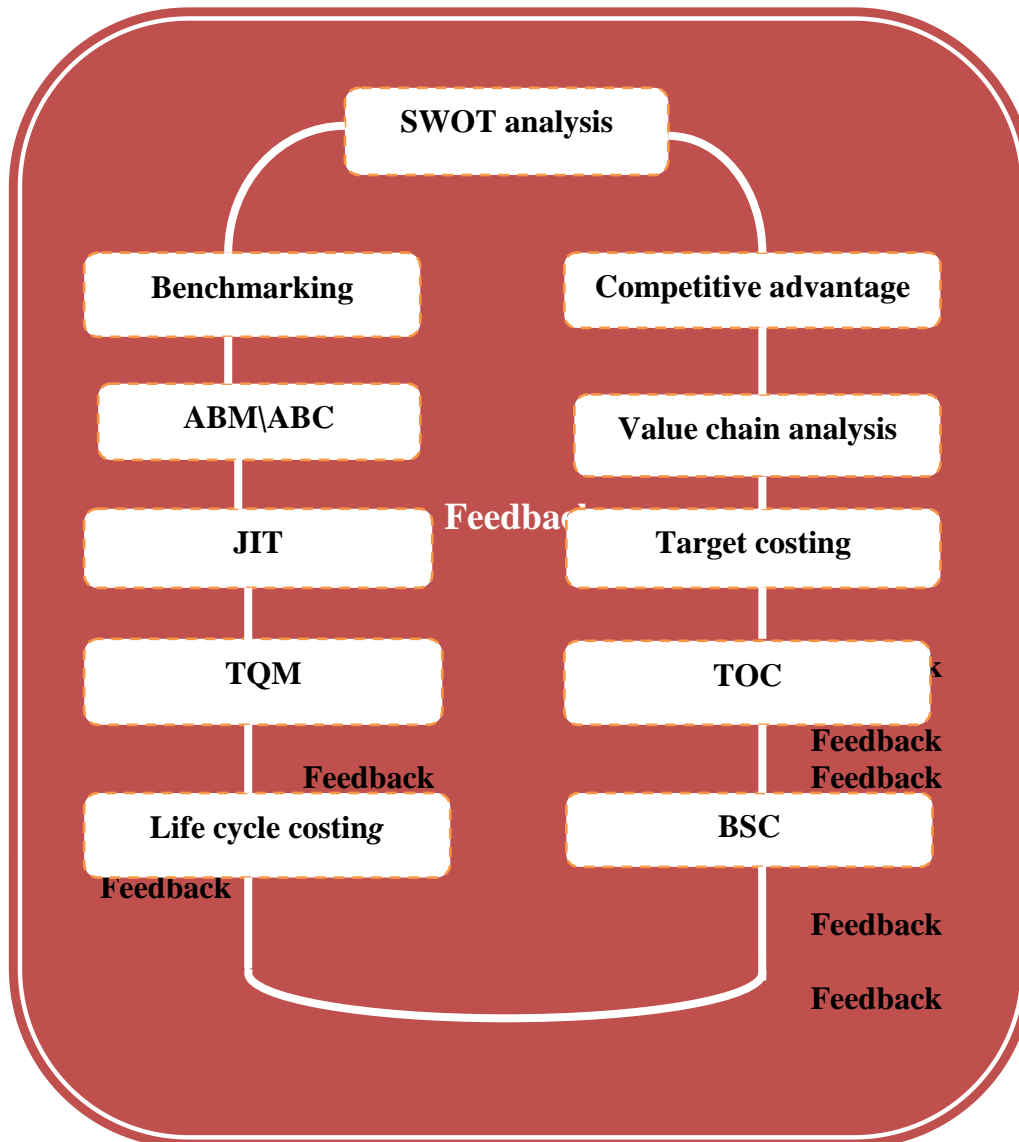 SWOT analysis
Benchmarking
Competitive advantage
ABM\ABC
Value chain analysis
Feedbac
JIT
Target costing
TQM
TOC
k
Feedback
Feedback
Feedback
Life cycle costing
BSC
Feedback
Feedback
Feedback